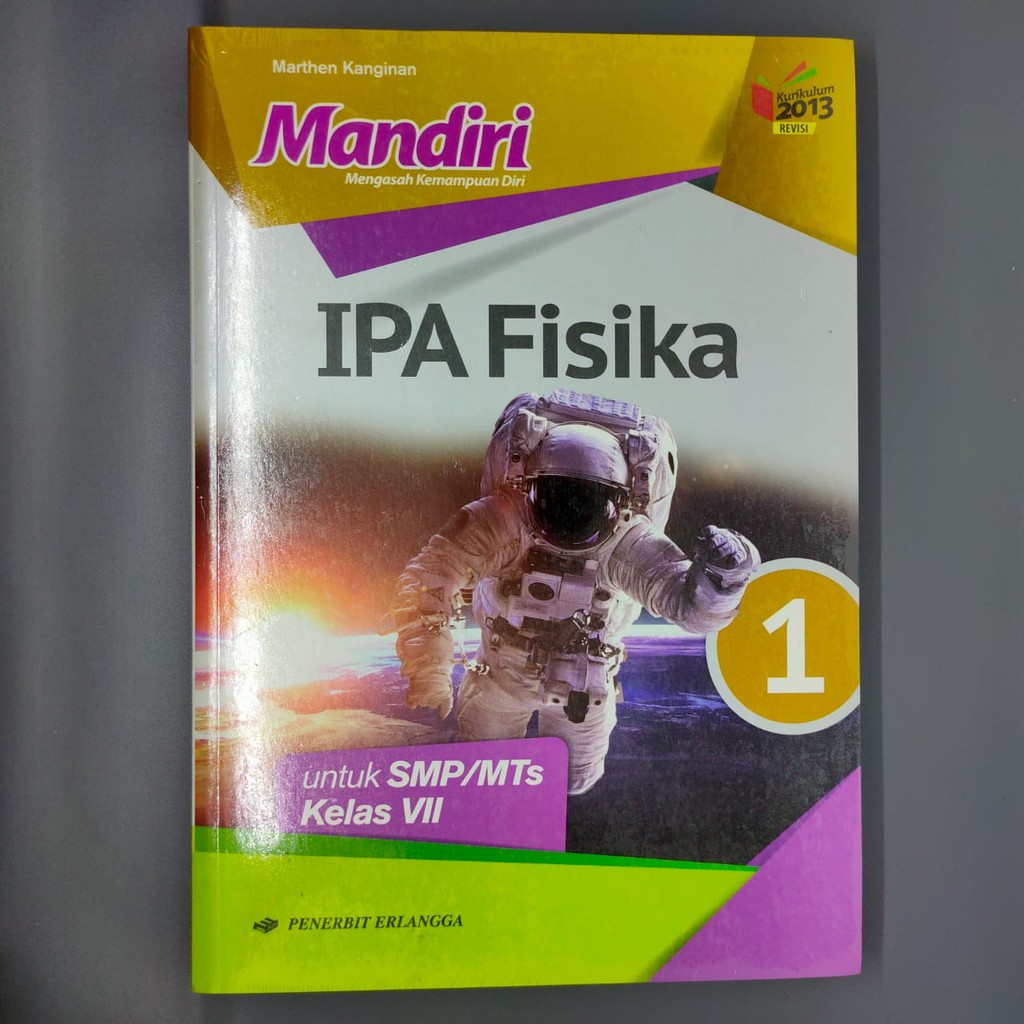 Marthen Kanginan
Mandiri
Mengasah Kemampuan Diri
Kurikulum
2013
REVISI
IPA Fisika
1
untuk SMP/MTs
Kelas VII
PENERBIT ERLANGGA